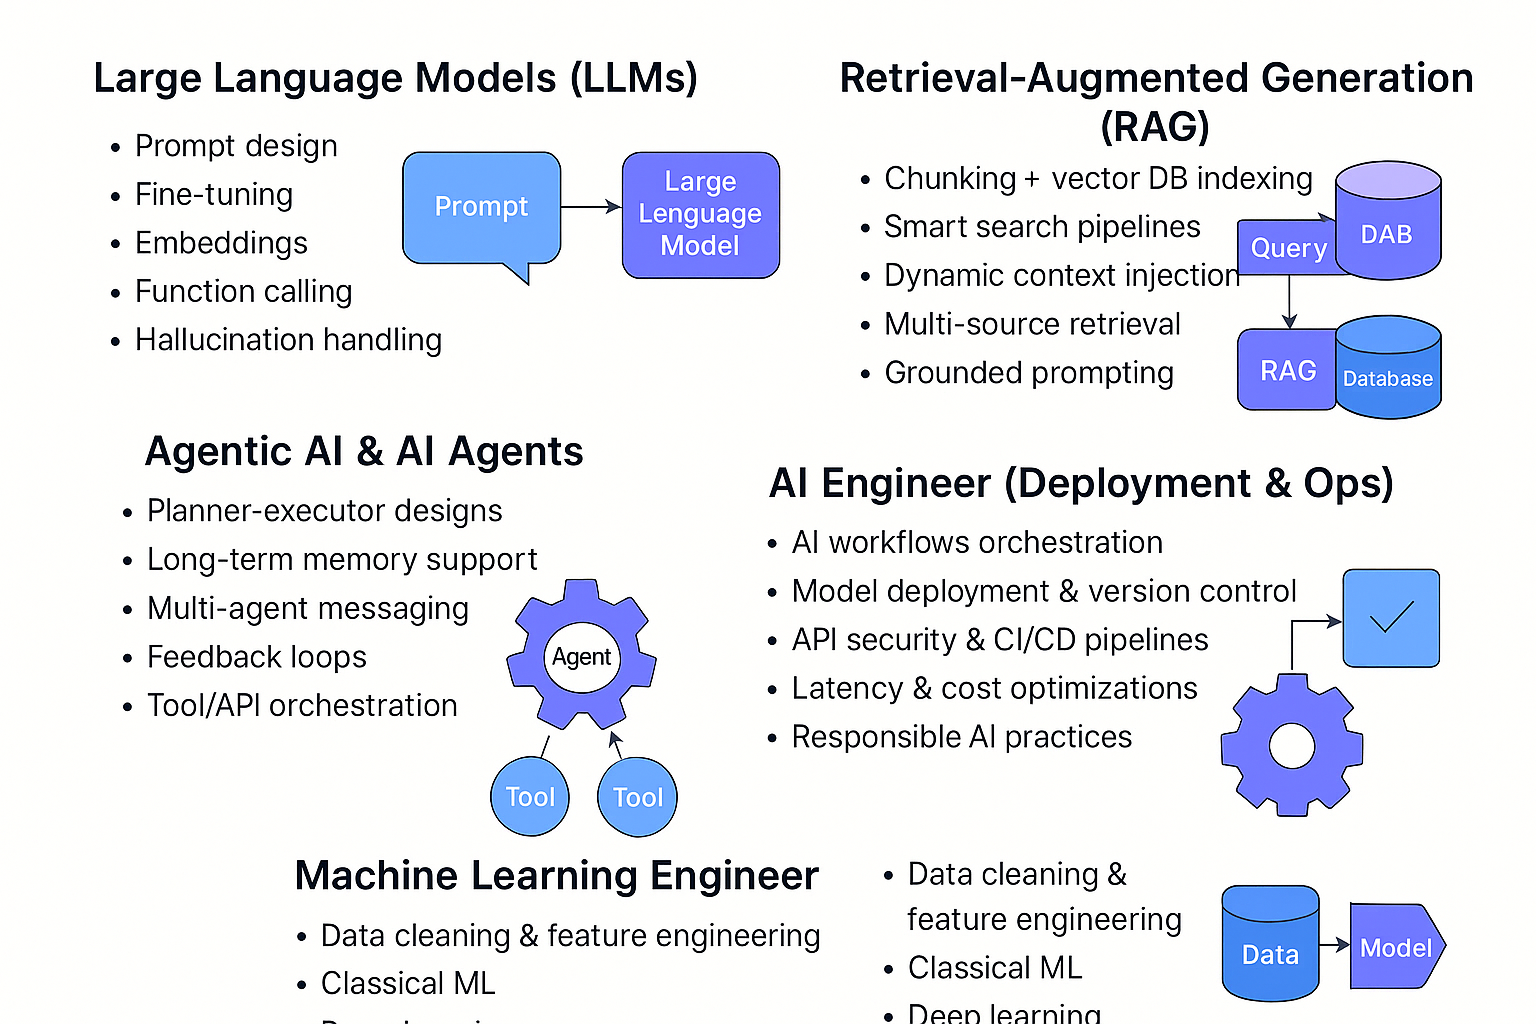 Large Language Models (LLMs)
• Prompt design
• Fine-tuning
• Embeddings
• Function calling
• Hallucination handling
Prompt
Large
Lenguage
Model
Retrieval-Augmented Generation
(RAG)
• Chunking + vector DB indexing
• Smart search pipelines
• Dynamic context injection
• Multi-source retrieval
• Grounded prompting
DAB
Query
RAG
Database
Agentic AI & AI Agents
• Planner-executor designs
• Long-term memory support
• Multi-agent messaging
• Feedback loops
• Tool/API orchestration
Agent
Tool
Tool
AI Engineer (Deployment & Ops)
• AI workflows orchestration
• Model deployment & version control
• API security & CI/CD pipelines
• Latency & cost optimizations
• Responsible AI practices
Machine Learning Engineer
• Data cleaning & feature engineering
• Classical ML
• Data cleaning &
feature engineering
• Classical ML
• Deep learning
Data
Model